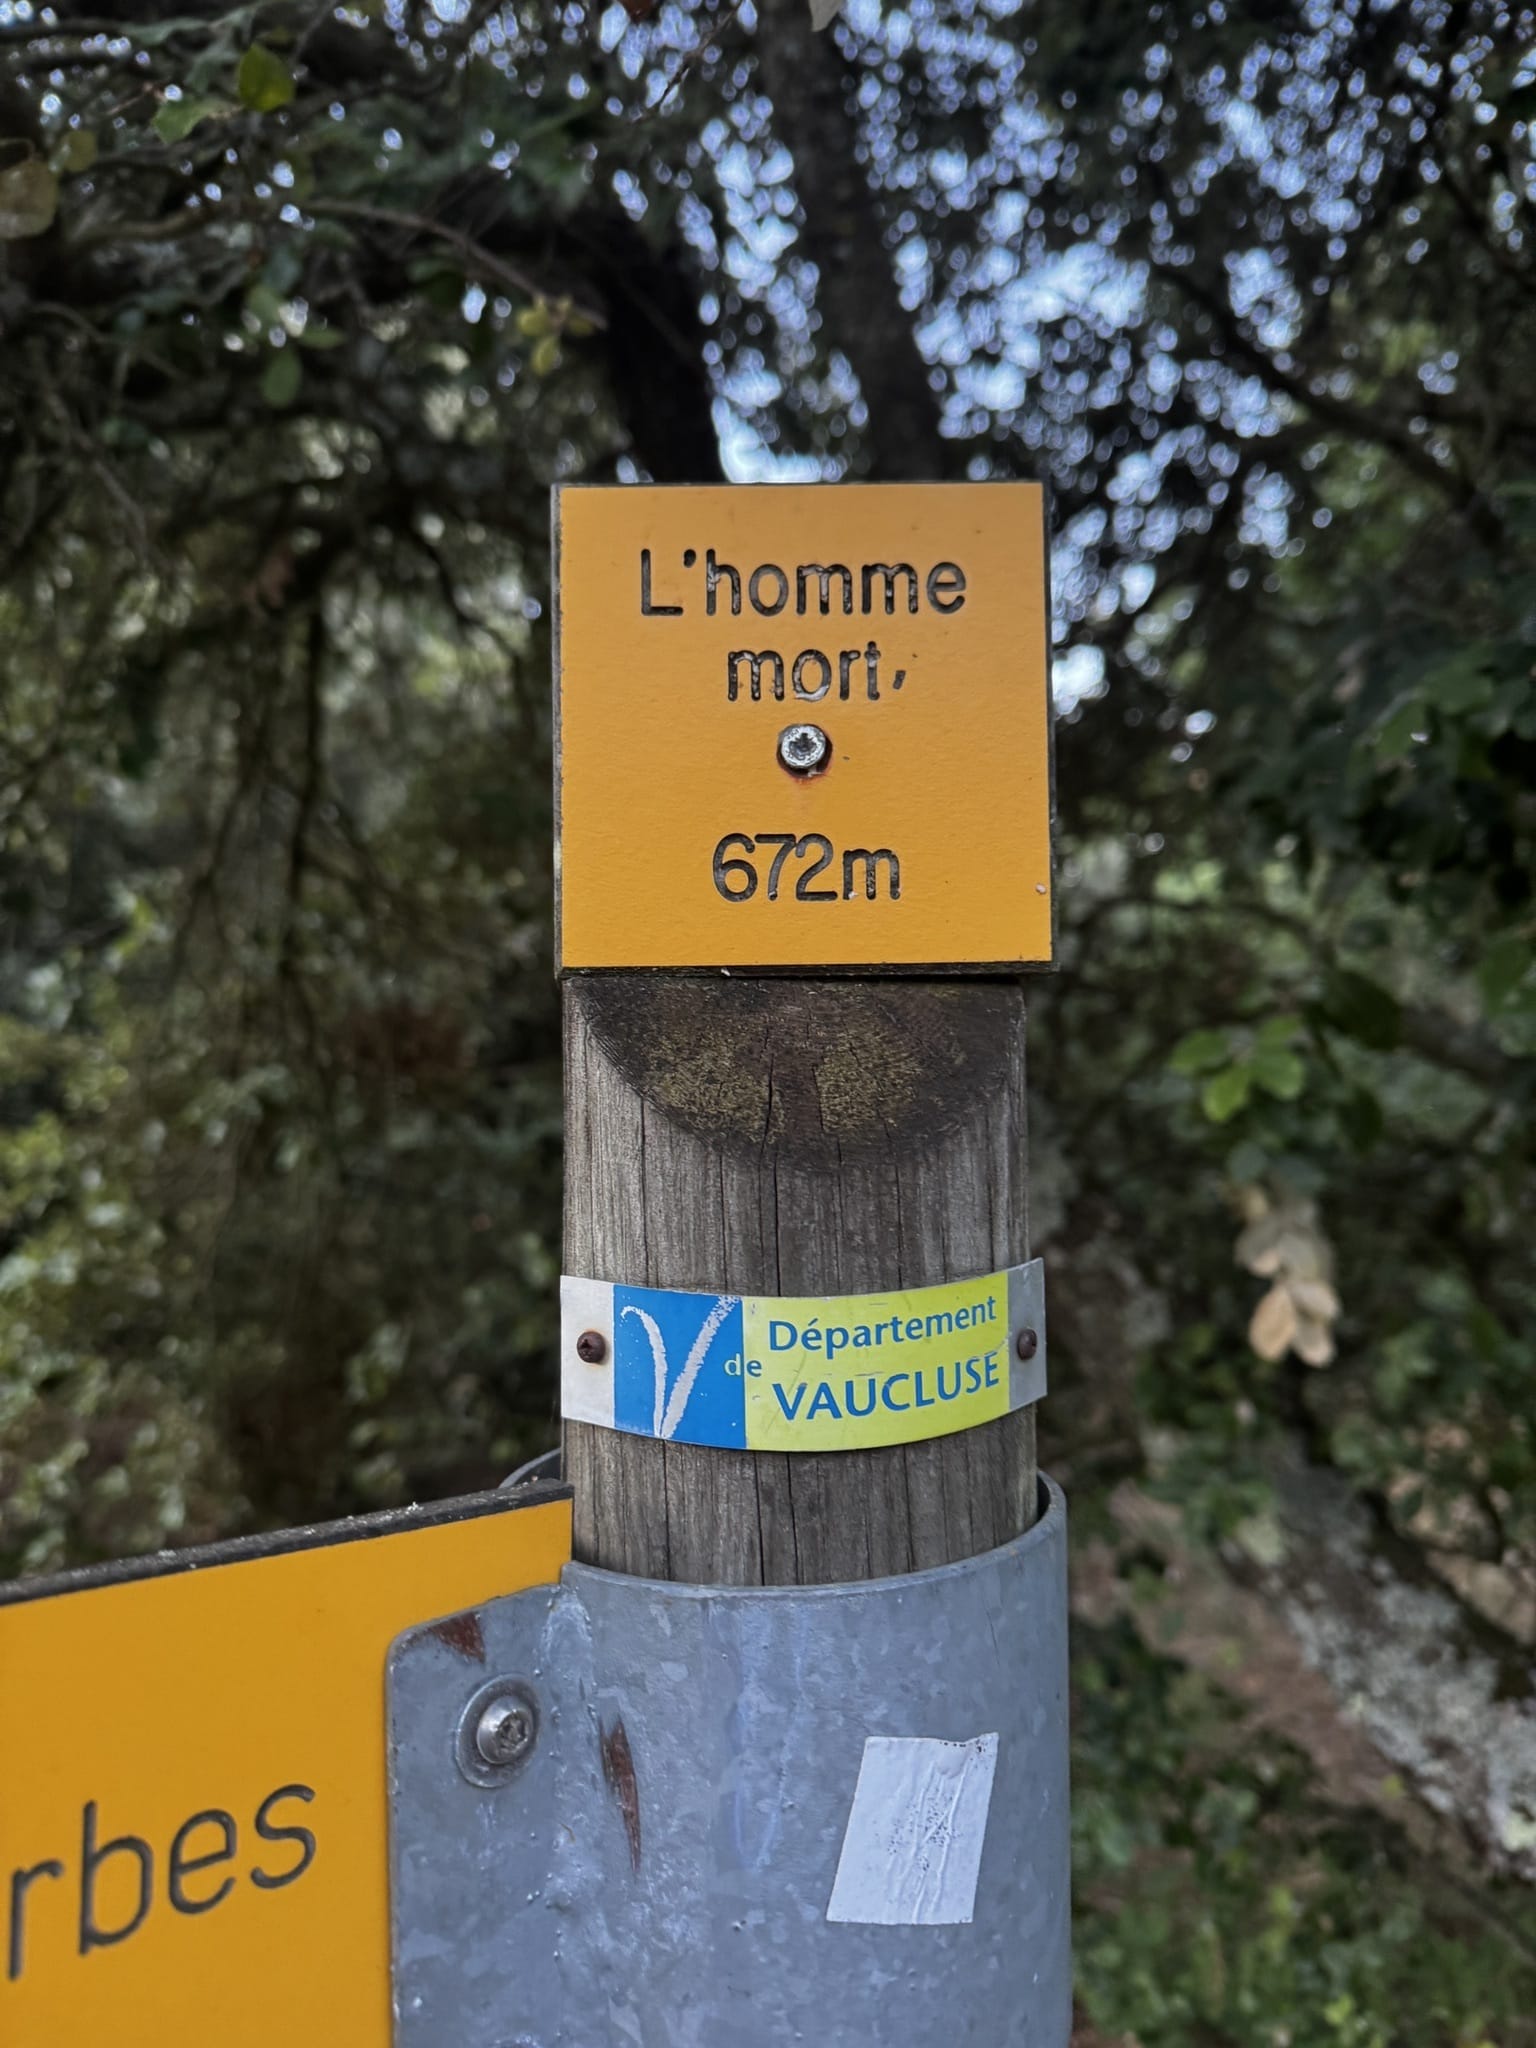 L'homme
mort,
672m
Département
de VAUCLUSE
rbes